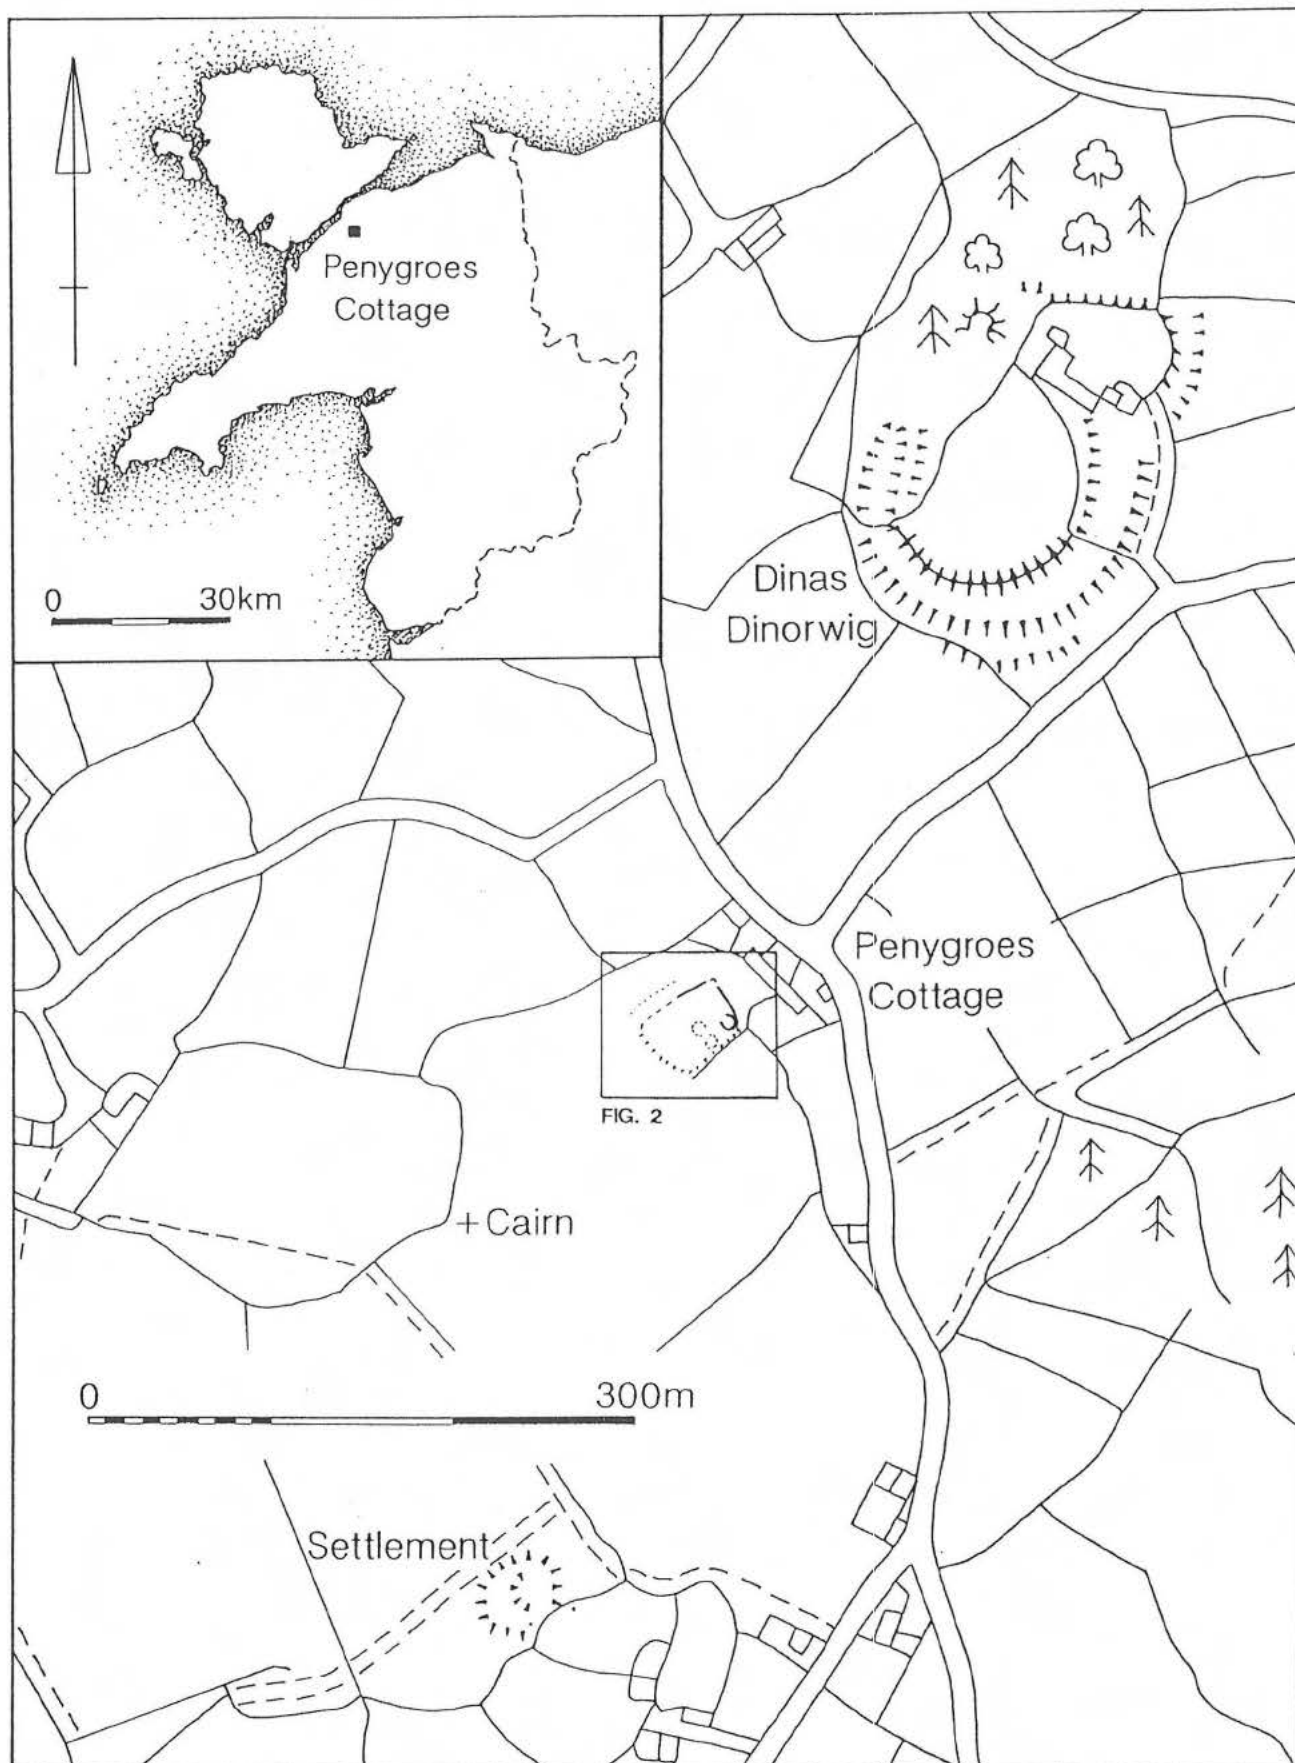 Penygroes
Cottage
0 30km
Dinas
Dinorwig
Penygroes
Cottage
FIG. 2
+ Cairn
0 300m
Settlement